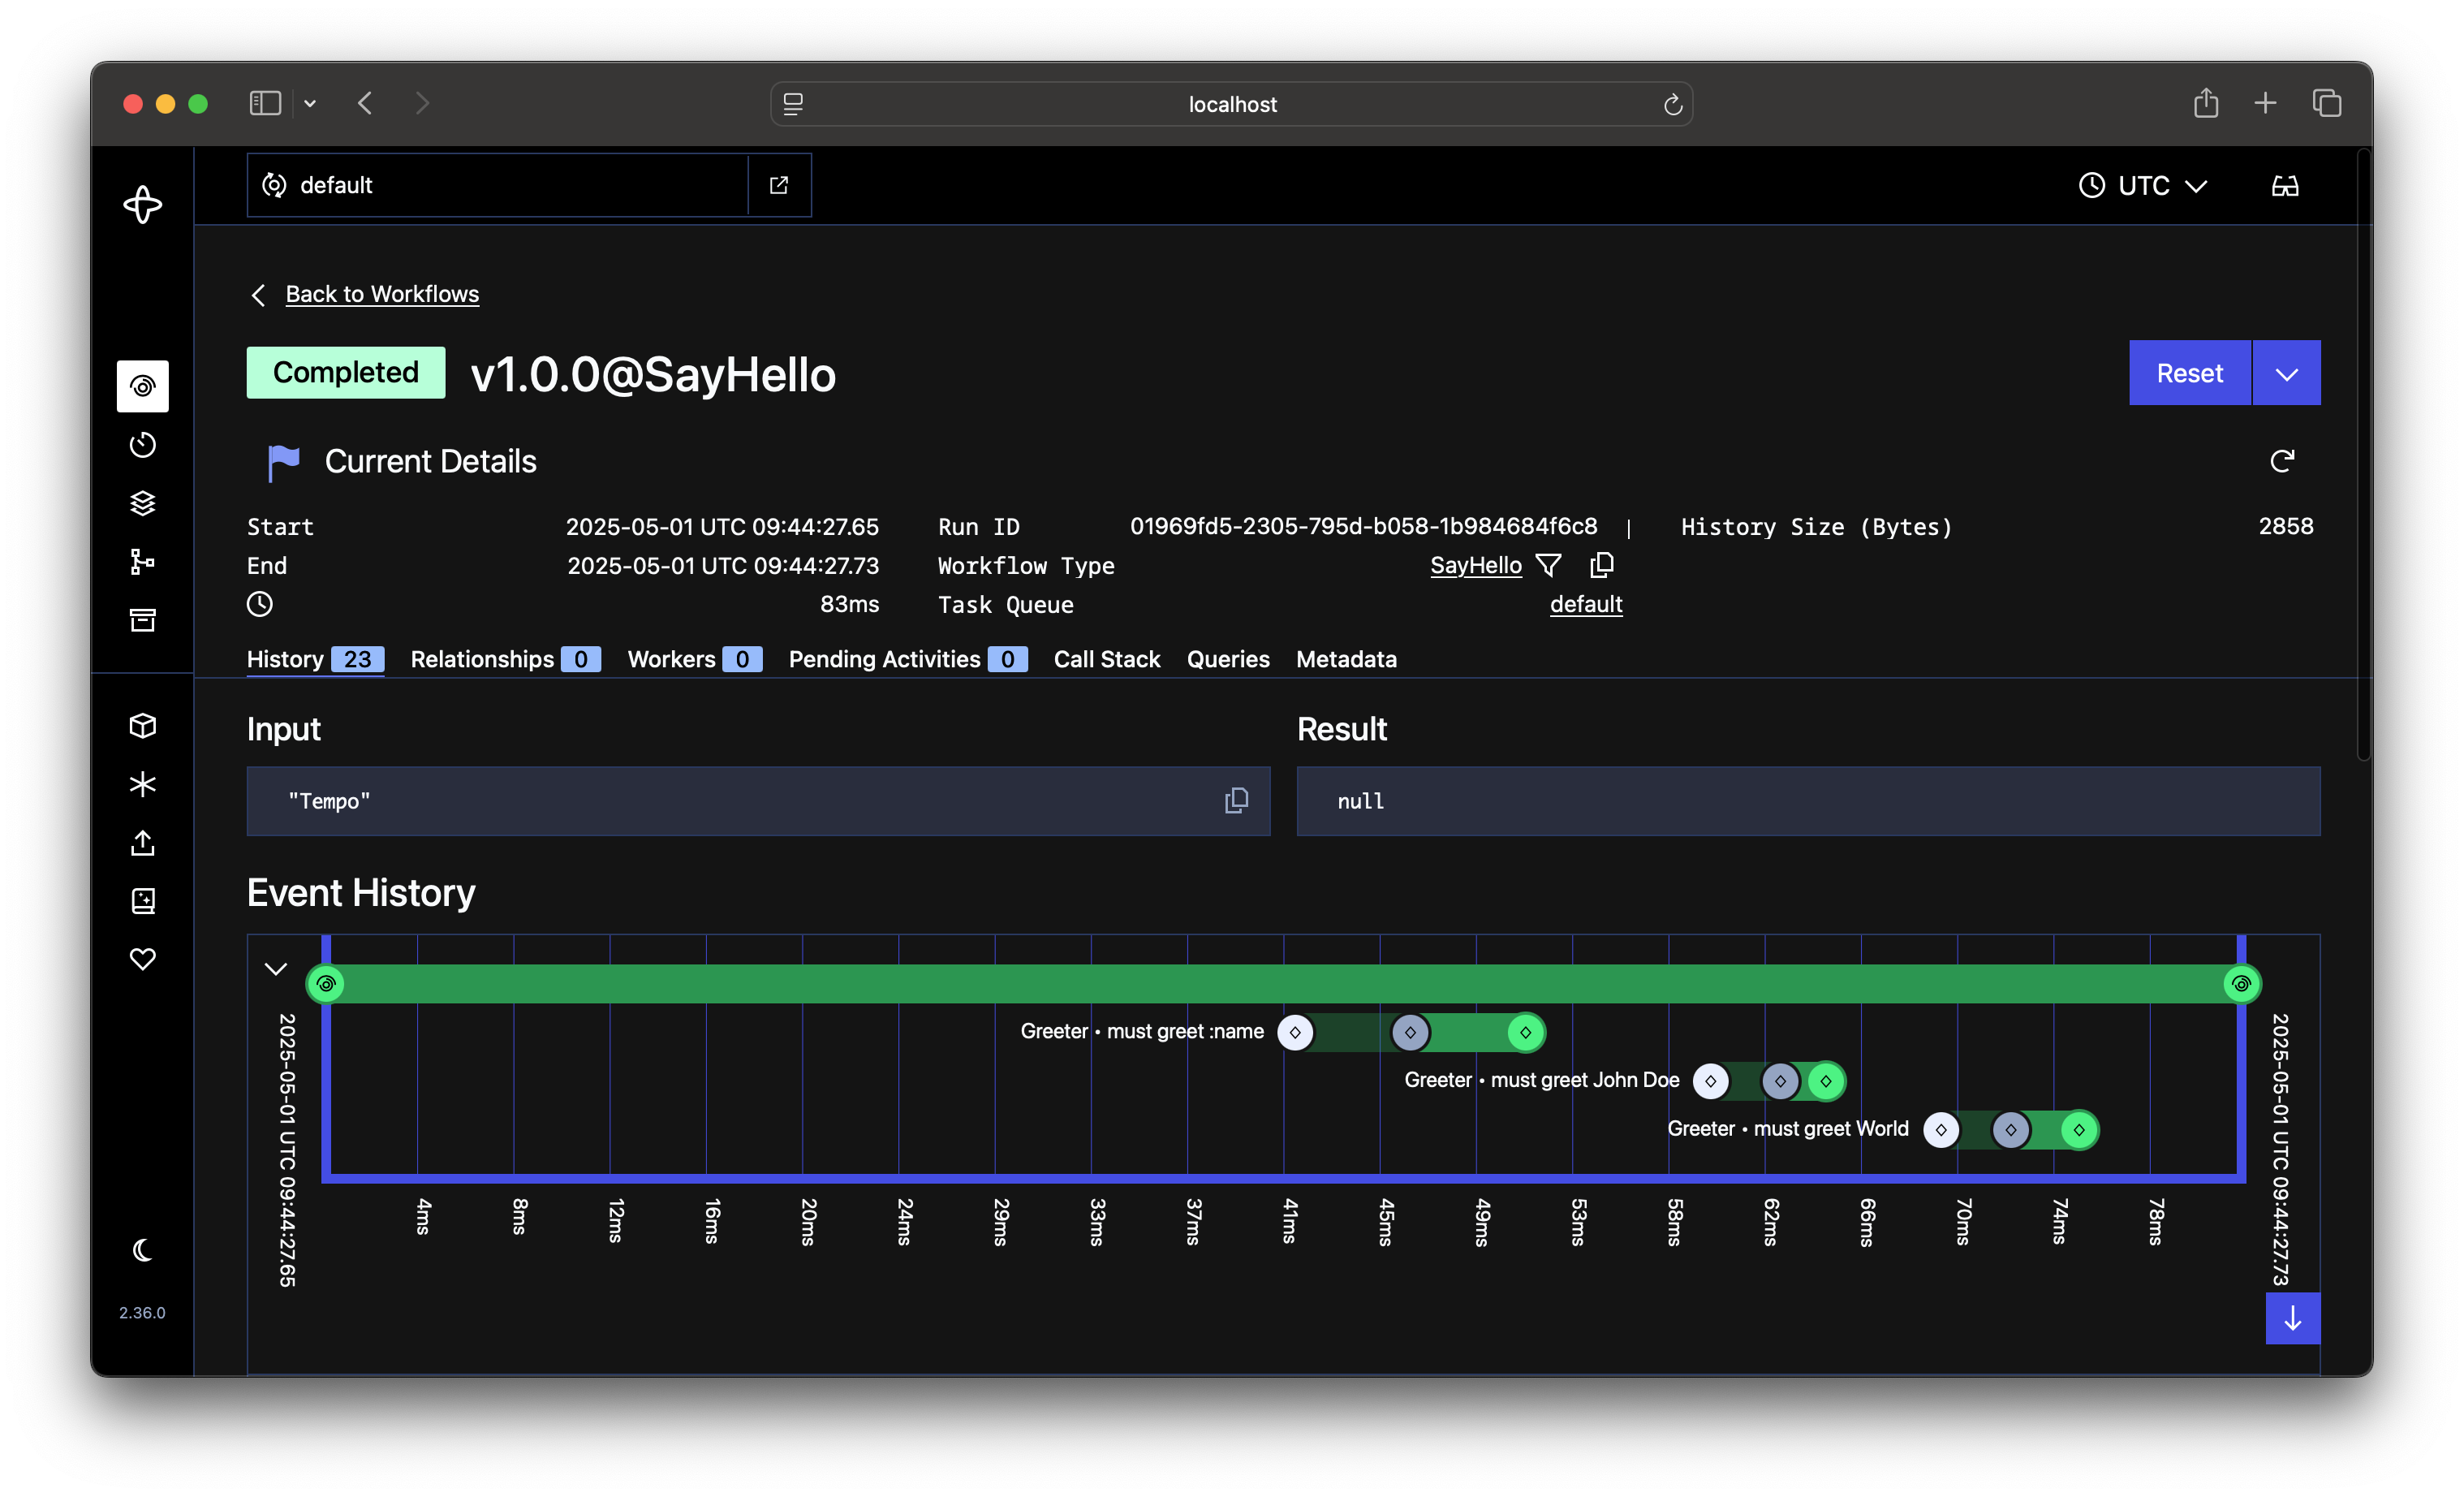 localhost
default
UTC
Back to Workflows
Completed v1.0.0@SayHello
Reset
Current Details
Start 2025-05-01 UTC 09:44:27.65 Run ID 01969fd5-2305-795d-b058-1b984684f6c8 History Size (Bytes) 2858
End 2025-05-01 UTC 09:44:27.73 Workflow Type SayHello
83ms Task Queue default
History 23 Relationships 0 Workers 0 Pending Activities 0 Call Stack Queries Metadata
Input Result
"Tempo" null
Event History
Greeter • must greet :name
Greeter • must greet John Doe
Greeter • must greet World
2025-05-01 UTC 09:44:27.65
4ms 8ms 12ms 16ms 20ms 24ms 29ms 33ms 37ms 41ms 45ms 49ms 53ms 58ms 62ms 66ms 70ms 74ms 78ms
2025-05-01 UTC 09:44:27.73
2.36.0